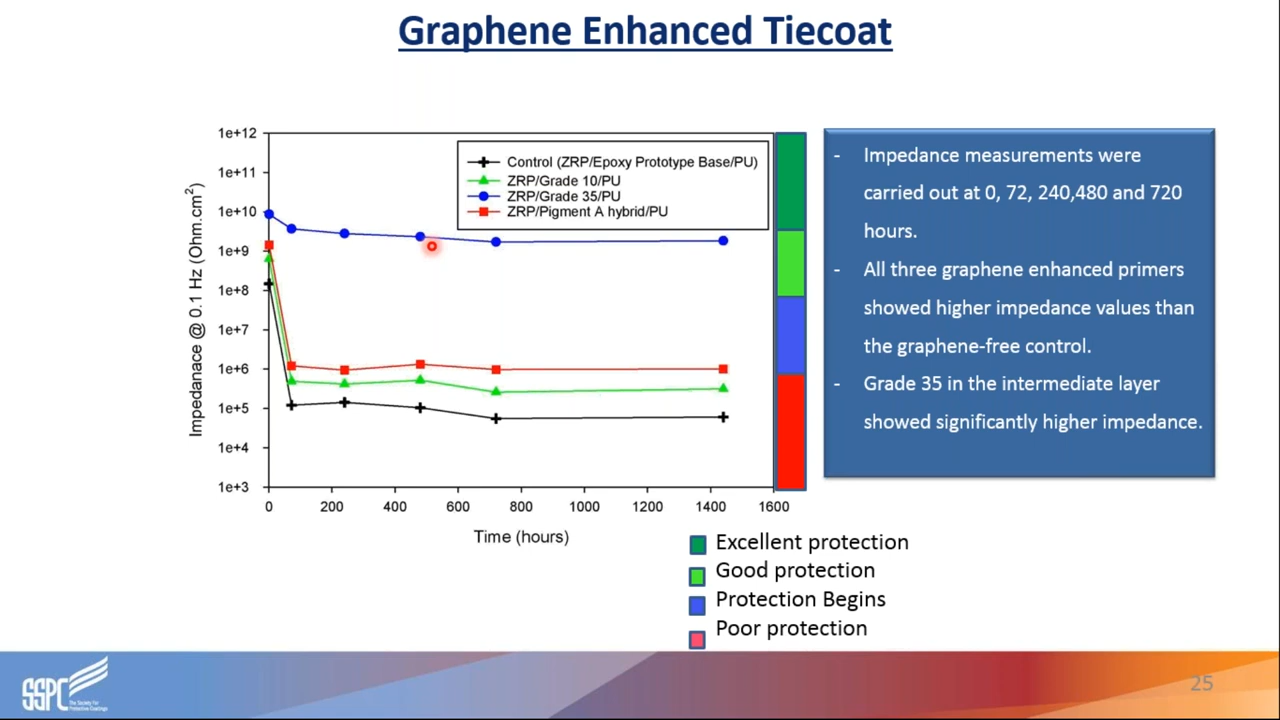 Graphene Enhanced Tiecoat
1e+12
1e+11
1e+10
1e+9
1e+8
1e+7
1e+6
1e+5
1e+4
1e+3
Impedanace @ 0.1 Hz (Ohm.cm²)
Control (ZRP/Epoxy Prototype Base/PU)
ZRP/Grade 10/PU
ZRP/Grade 35/PU
ZRP/Pigment A hybrid/PU
0 200 400 600 800 1000 1200 1400 1600
Time (hours)
- Impedance measurements were
carried out at 0, 72, 240,480 and 720
hours.
- All three graphene enhanced primers
showed higher impedance values than
the graphene-free control.
- Grade 35 in the intermediate layer
showed significantly higher impedance.
Excellent protection
Good protection
Protection Begins
Poor protection
SSPC
The Society for
Protective Coatings
25